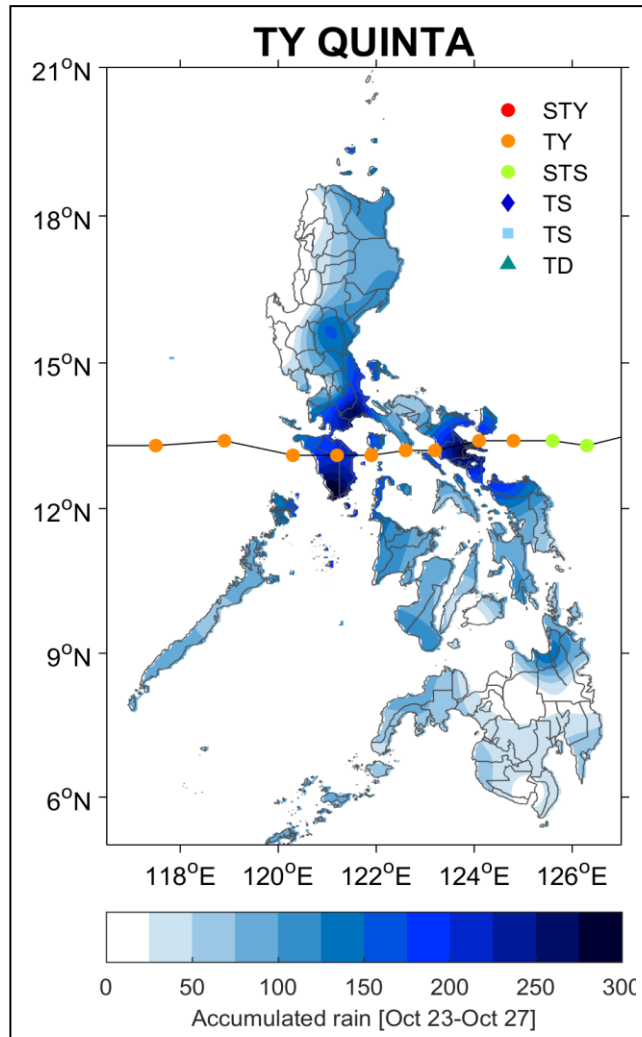 TY QUINTA
21°N
18°N
15°N
12°N
9°N
6°N
STY
TY
STS
TS
TS
TD
118°E 120°E 122°E 124°E 126°E
0 50 100 150 200 250 300
Accumulated rain [Oct 23-Oct 27]